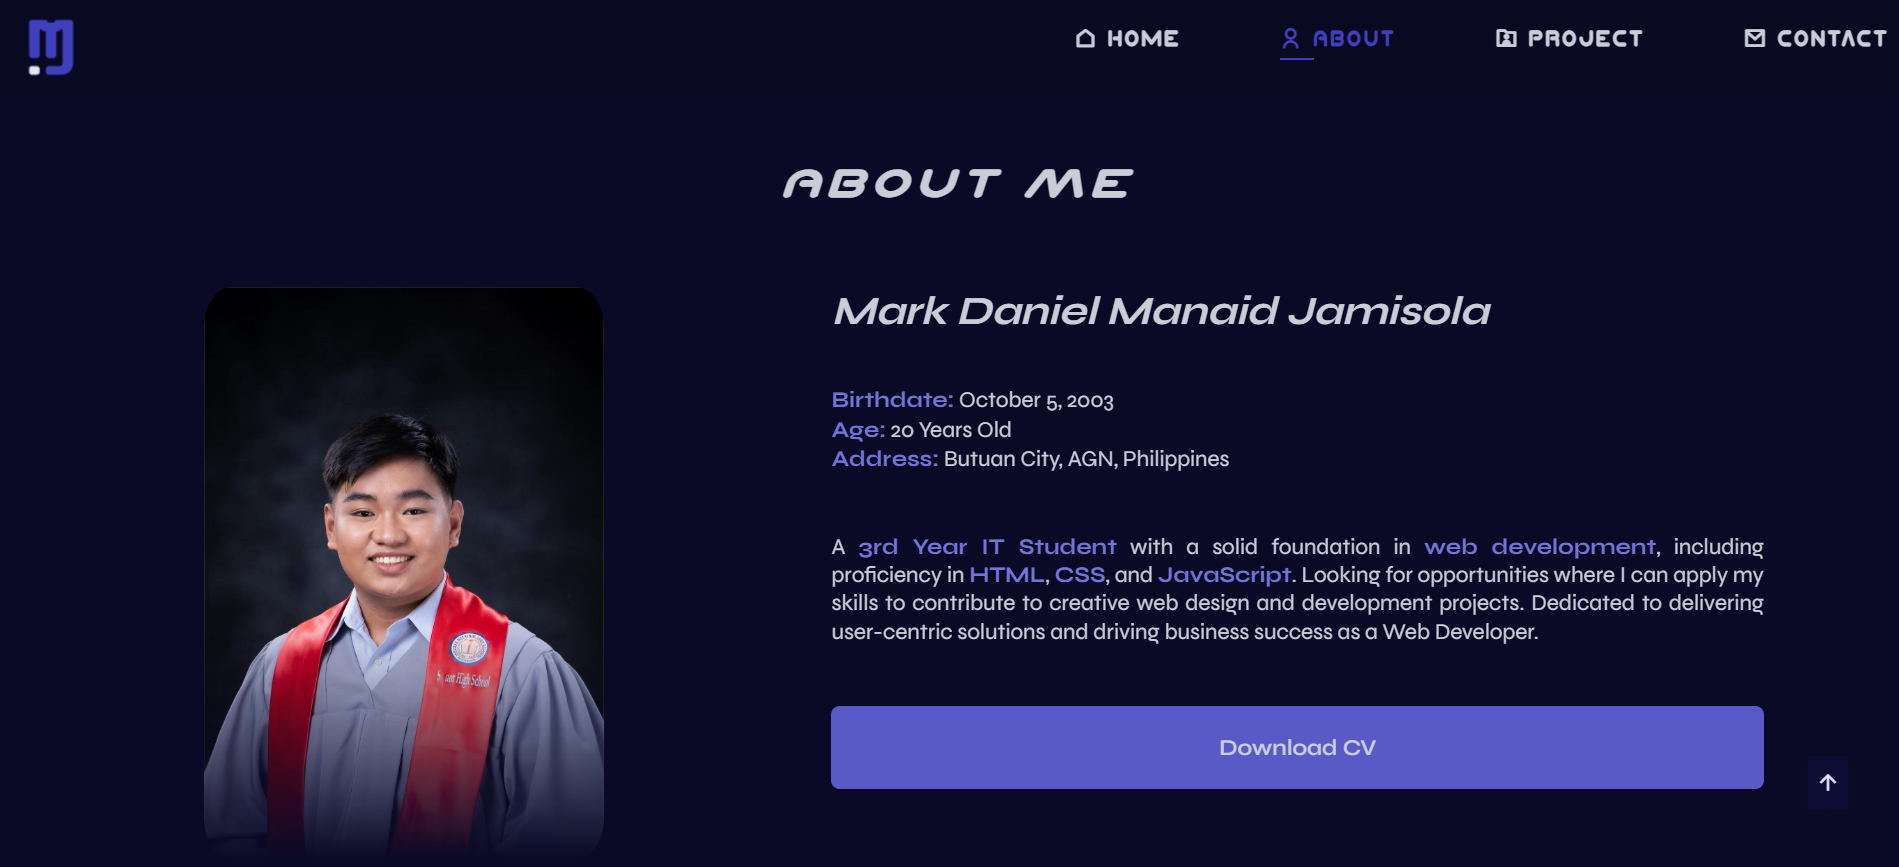 MJ
HOME
ABOUT
PROJECT
CONTACT
ABOUT ME
Mark Daniel Manaid Jamisola
Birthdate: October 5, 2003
Age: 20 Years Old
Address: Butuan City, AGN, Philippines
A 3rd Year IT Student with a solid foundation in web development, including
proficiency in HTML, CSS, and JavaScript. Looking for opportunities where I can apply my
skills to contribute to creative web design and development projects. Dedicated to delivering
user-centric solutions and driving business success as a Web Developer.
Download CV
High School